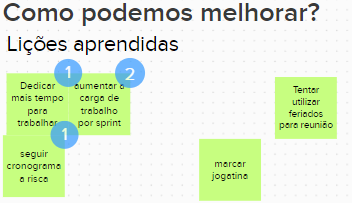 Como podemos melhorar?
Lições aprendidas
1
2
Dedicar
mais tempo
para
trabalhar
aumentar a
carga de
trabalho
por sprint
Tentar
utilizar
feriados
para reunião
1
seguir
cronograma
a risca
marcar
jogatina